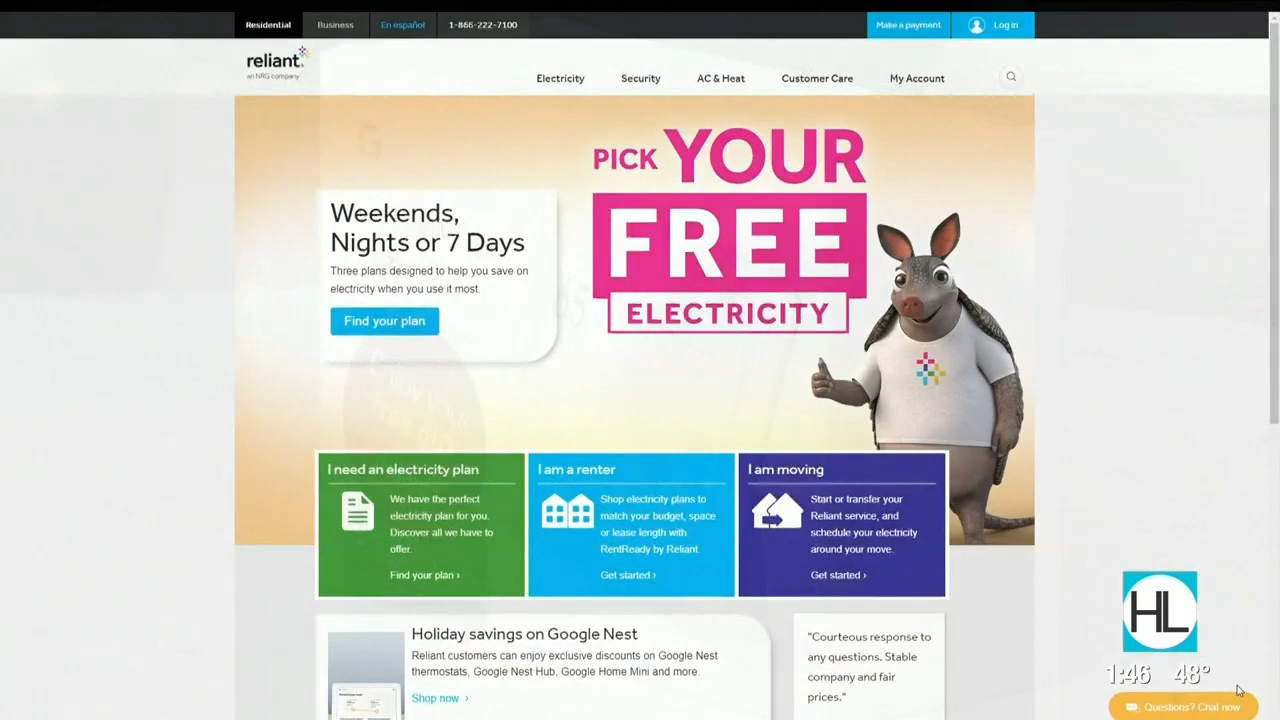 Residential
Business
En español
1-866-222-7100
Make a payment
Log in
reliant
an NRG company
Electricity
Security
AC & Heat
Customer Care
My Account
PICK YOUR
FREE
ELECTRICITY
Weekends,
Nights or 7 Days
Three plans designed to help you save on
electricity when you use it most.
Find your plan
I need an electricity plan
We have the perfect
electricity plan for you.
Discover all we have to
offer.
Find your plan ›
I am a renter
Shop electricity plans to
match your budget, space
or lease length with
RentReady by Reliant
Get started ›
I am moving
Start or transfer your
Reliant service, and
schedule your electricity
around your move.
Get started ›
Holiday savings on Google Nest
Reliant customers can enjoy exclusive discounts on Google Nest
thermostats, Google Nest Hub, Google Home Mini and more.
Shop now ›
"Courteous response to
any questions. Stable
company and fair
prices."
HL
1:46 48°
Questions? Chat now